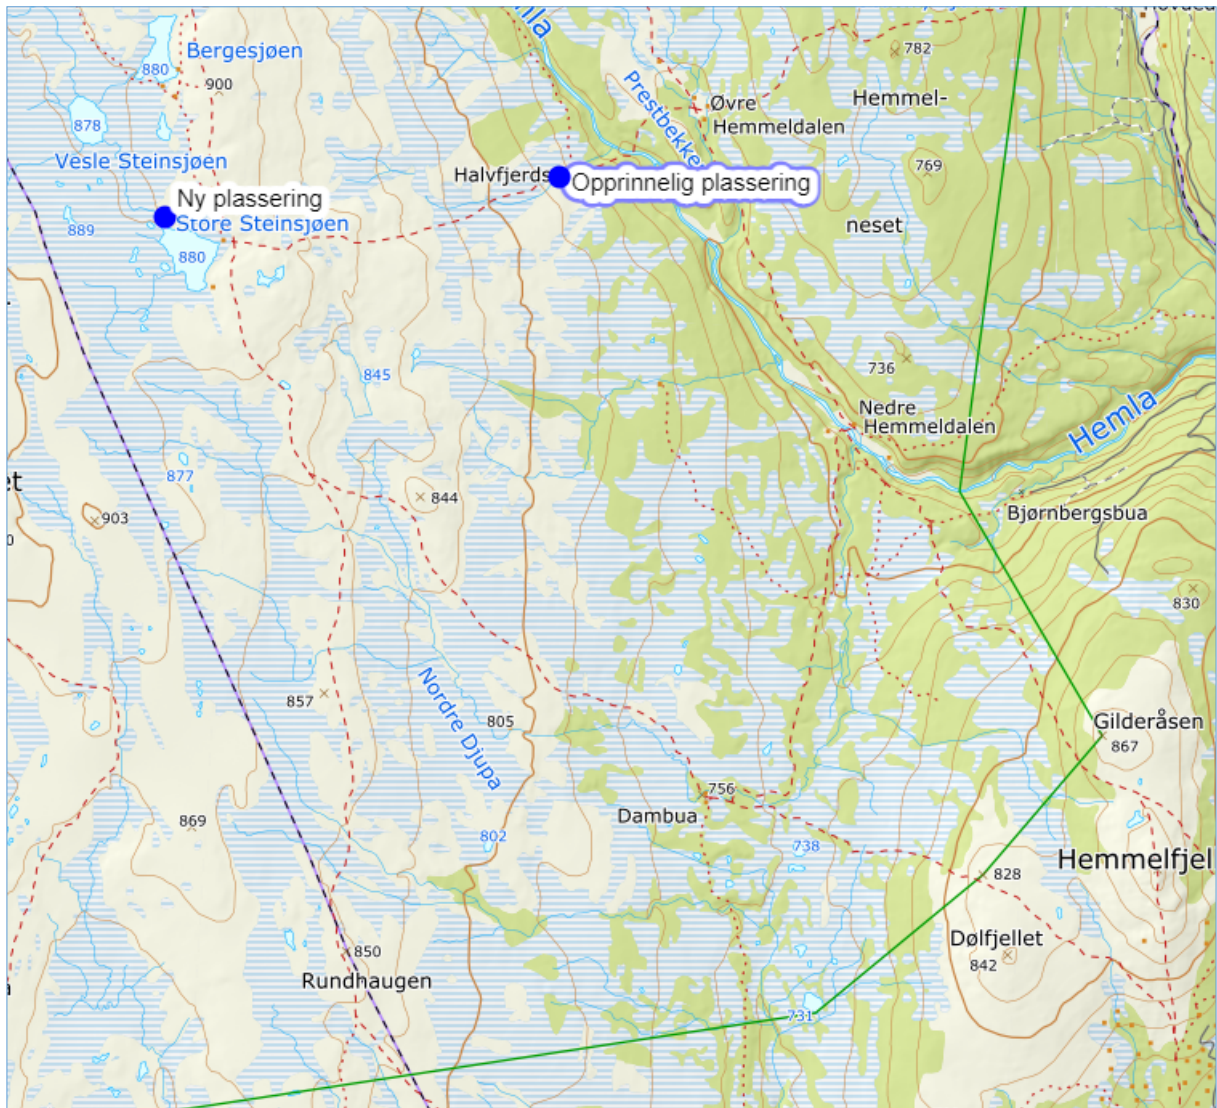 Bergesjøen
880
900
878
782
Øvre
Hemmeldalen
Prestbekke
Hemmel-
769
Vesle Steinsjøen
Halvfjerds
Opprinnelig plassering
Ny plassering
Store Steinsjøen
889
880
neset
845
736
Nedre
Hemmeldalen
Hemla
877
844
903
Bjørnbergsbua
830
857
Nordre Djupa
805
Gilderåsen
867
756
Dambua
869
802
738
Hemmelfjel
828
Dølfjellet
842
850
Rundhaugen
731